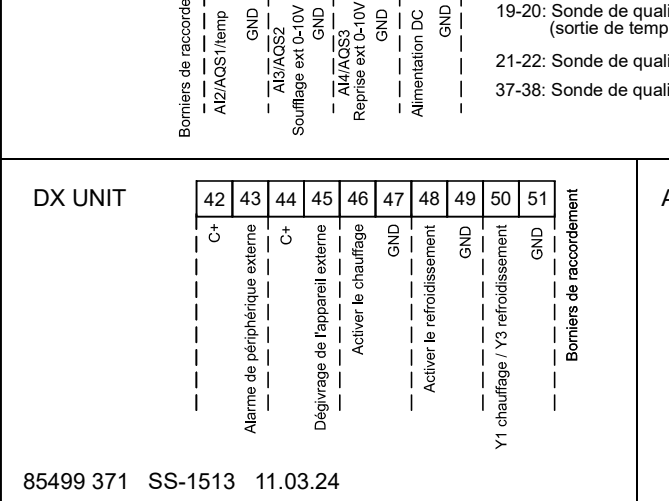 Borniers de raccorde
AI2/AQS1/temp
GND
AI3/AQS2
Soufflage ext 0-10V
GND
AI4/AQS3
Reprise ext 0-10V
GND
Alimentation DC
GND
19-20: Sonde de quali
(sortie de temp
21-22: Sonde de quali
37-38: Sonde de quali
DX UNIT
42 43 44 45 46 47 48 49 50 51
C+
Alarme de périphérique externe
C+
Dégivrage de l'appareil externe
Activer le chauffage
GND
Activer le refroidissement
GND
Y1 chauffage / Y3 refroidissement
GND
Borniers de raccordement
A
85499 371 SS-1513 11.03.24